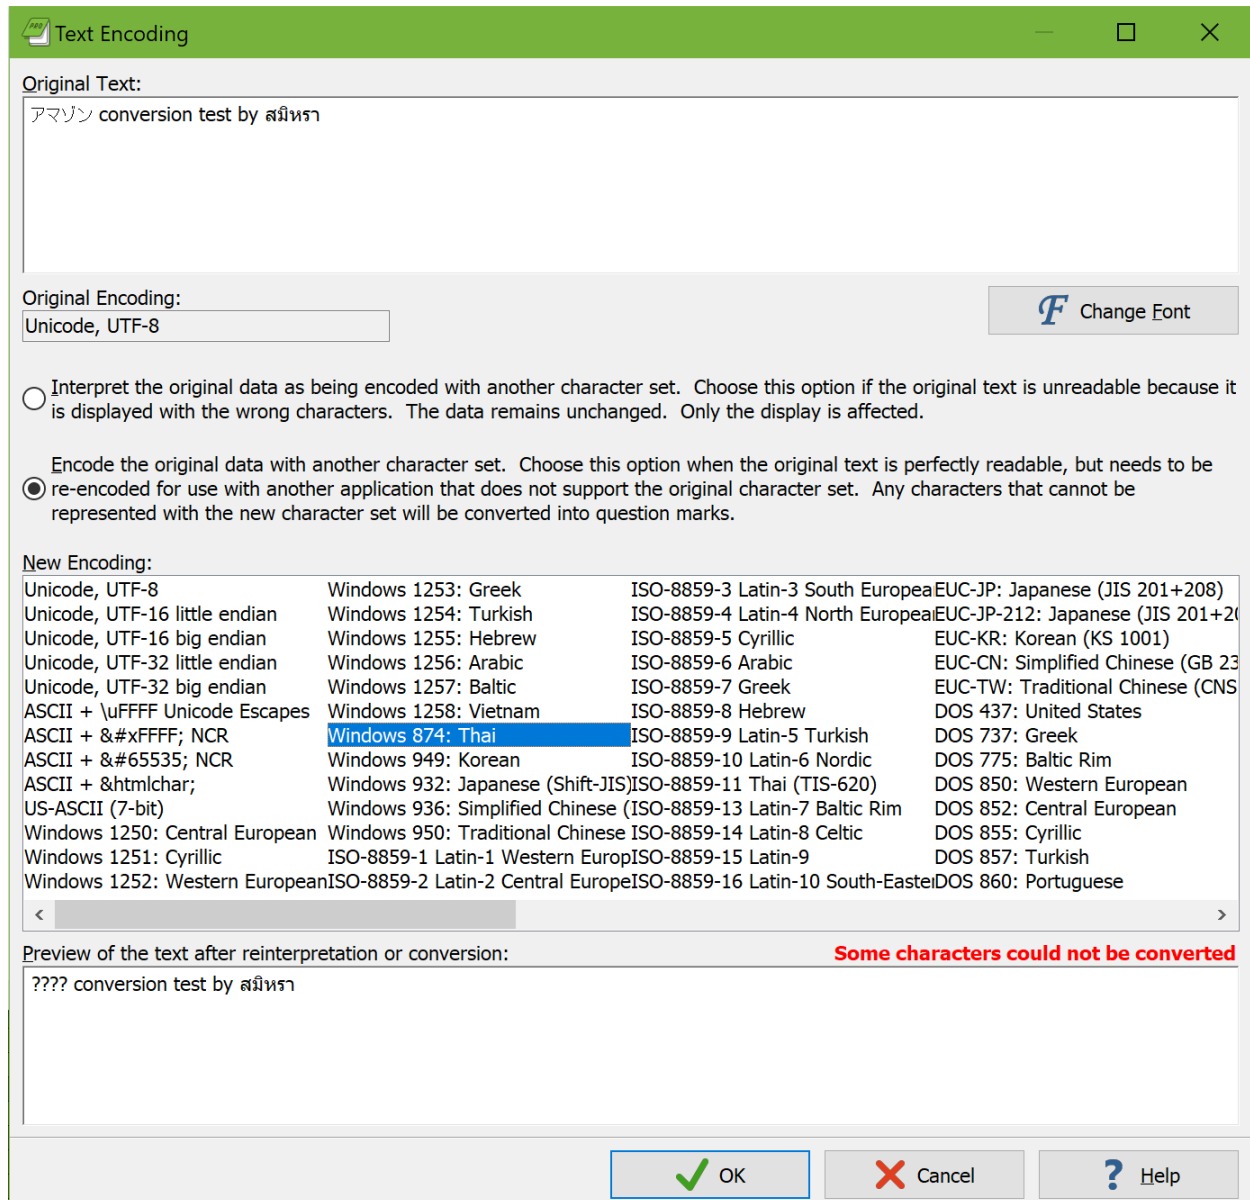 Text Encoding
Original Text:
アマゾン conversion test by สมิหรา
Original Encoding:
Unicode, UTF-8
Change Font
Interpret the original data as being encoded with another character set.  Choose this option if the original text is unreadable because it
is displayed with the wrong characters.  The data remains unchanged.  Only the display is affected.
Encode the original data with another character set.  Choose this option when the original text is perfectly readable, but needs to be
re-encoded for use with another application that does not support the original character set.  Any characters that cannot be
represented with the new character set will be converted into question marks.
New Encoding:
Unicode, UTF-8
Unicode, UTF-16 little endian
Unicode, UTF-16 big endian
Unicode, UTF-32 little endian
Unicode, UTF-32 big endian
ASCII + \uFFFF Unicode Escapes
ASCII + &#xFFFF; NCR
ASCII + &#65535; NCR
ASCII + &htmlchar;
US-ASCII (7-bit)
Windows 1250: Central European
Windows 1251: Cyrillic
Windows 1252: Western European
Windows 1253: Greek
Windows 1254: Turkish
Windows 1255: Hebrew
Windows 1256: Arabic
Windows 1257: Baltic
Windows 1258: Vietnam
Windows 874: Thai
Windows 949: Korean
Windows 932: Japanese (Shift-JIS)
Windows 936: Simplified Chinese (
Windows 950: Traditional Chinese
ISO-8859-1 Latin-1 Western Europ
ISO-8859-2 Latin-2 Central Europe
ISO-8859-3 Latin-3 South Europea
ISO-8859-4 Latin-4 North Europea
ISO-8859-5 Cyrillic
ISO-8859-6 Arabic
ISO-8859-7 Greek
ISO-8859-8 Hebrew
ISO-8859-9 Latin-5 Turkish
ISO-8859-10 Latin-6 Nordic
ISO-8859-11 Thai (TIS-620)
ISO-8859-13 Latin-7 Baltic Rim
ISO-8859-14 Latin-8 Celtic
ISO-8859-15 Latin-9
ISO-8859-16 Latin-10 South-Easte
EUC-JP: Japanese (JIS 201+208)
EUC-JP-212: Japanese (JIS 201+20
EUC-KR: Korean (KS 1001)
EUC-CN: Simplified Chinese (GB 23
EUC-TW: Traditional Chinese (CNS
DOS 437: United States
DOS 737: Greek
DOS 775: Baltic Rim
DOS 850: Western European
DOS 852: Central European
DOS 855: Cyrillic
DOS 857: Turkish
DOS 860: Portuguese
Preview of the text after reinterpretation or conversion:
Some characters could not be converted
???? conversion test by สมิหรา
OK
Cancel
Help